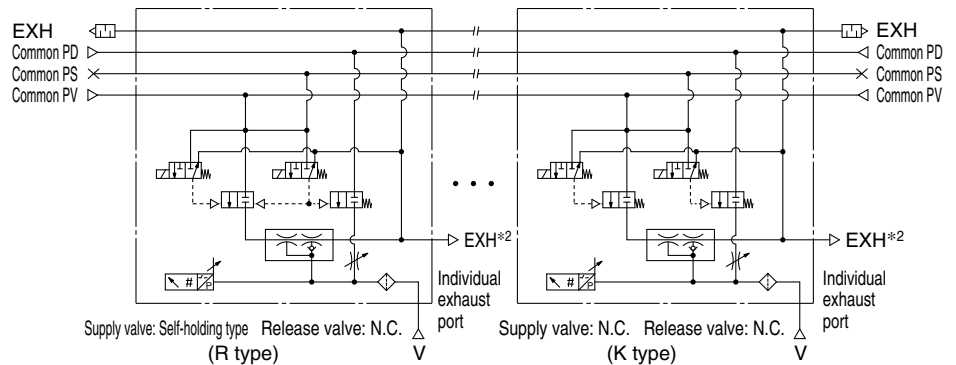 EXH
EXH
Common PD
Common PD
Common PS
Common PS
Common PV
Common PV
• • •
EXH*2
EXH*2
#
P
#
P
Individual
exhaust
port
Individual
exhaust
port
Supply valve: Self-holding type
Release valve: N.C.
Supply valve: N.C.
Release valve: N.C.
(R type)
V
(K type)
V